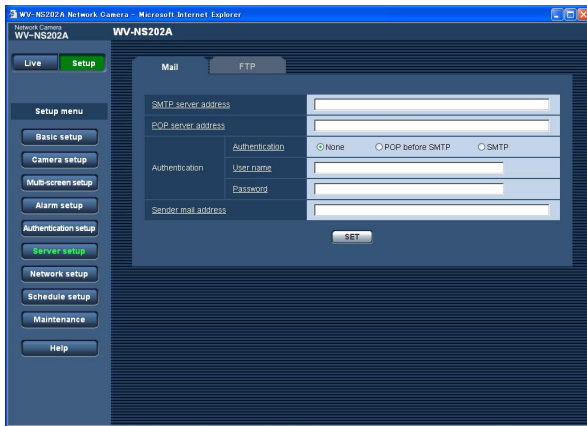 WV-NS202A Network Camera - Microsoft Internet Explorer
Network Camera
WV-NS202A
WV-NS202A
Live Setup
Mail FTP
SMTP server address
POP server address
Authentication
Authentication None POP before SMTP SMTP
User name
Password
Sender mail address
SET
Setup menu
Basic setup
Camera setup
Multi-screen setup
Alarm setup
Authentication setup
Server setup
Network setup
Schedule setup
Maintenance
Help